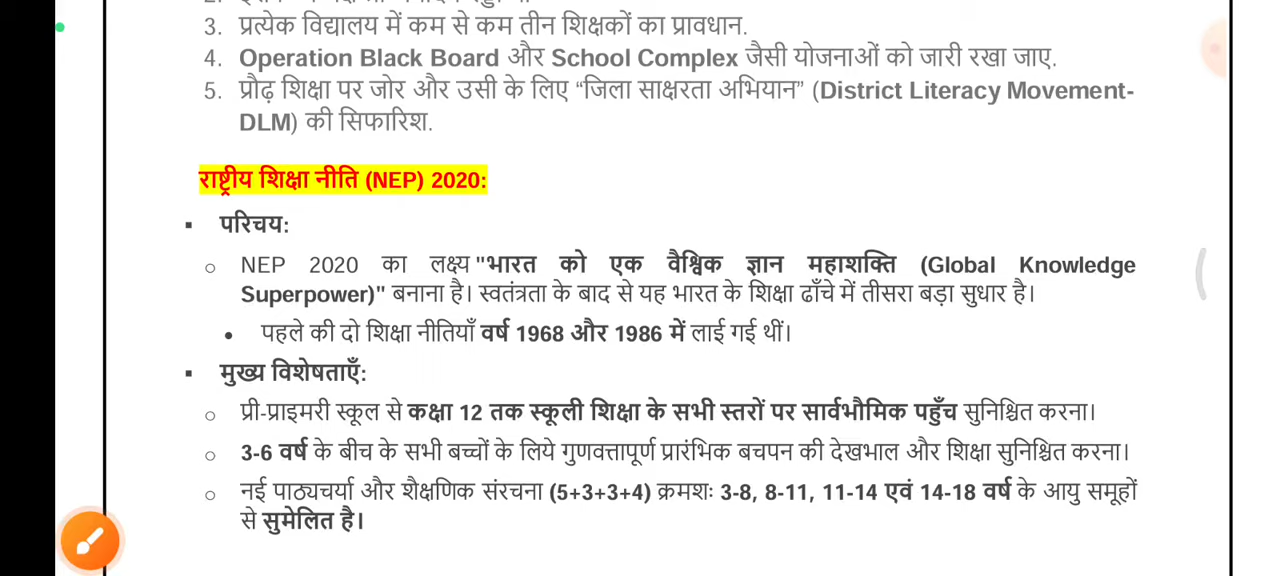 3. प्रत्येक विद्यालय में कम से कम तीन शिक्षकों का प्रावधान.
4. Operation Black Board और School Complex जैसी योजनाओं को जारी रखा जाए.
5. प्रौढ़ शिक्षा पर जोर और उसी के लिए “जिला साक्षरता अभियान” (District Literacy Movement-
DLM) की सिफारिश.
राष्ट्रीय शिक्षा नीति (NEP) 2020:
▪ परिचय:
o NEP 2020 का लक्ष्य "भारत को एक वैश्विक ज्ञान महाशक्ति (Global Knowledge
Superpower)" बनाना है। स्वतंत्रता के बाद से यह भारत के शिक्षा ढाँचे में तीसरा बड़ा सुधार है।
• पहले की दो शिक्षा नीतियाँ वर्ष 1968 और 1986 में लाई गई थीं।
▪ मुख्य विशेषताएँ:
o प्री-प्राइमरी स्कूल से कक्षा 12 तक स्कूली शिक्षा के सभी स्तरों पर सार्वभौमिक पहुँच सुनिश्चित करना।
o 3-6 वर्ष के बीच के सभी बच्चों के लिये गुणवत्तापूर्ण प्रारंभिक बचपन की देखभाल और शिक्षा सुनिश्चित करना।
o नई पाठ्यचर्या और शैक्षणिक संरचना (5+3+3+4) क्रमशः 3-8, 8-11, 11-14 एवं 14-18 वर्ष के आयु समूहों
से सुमेलित है।